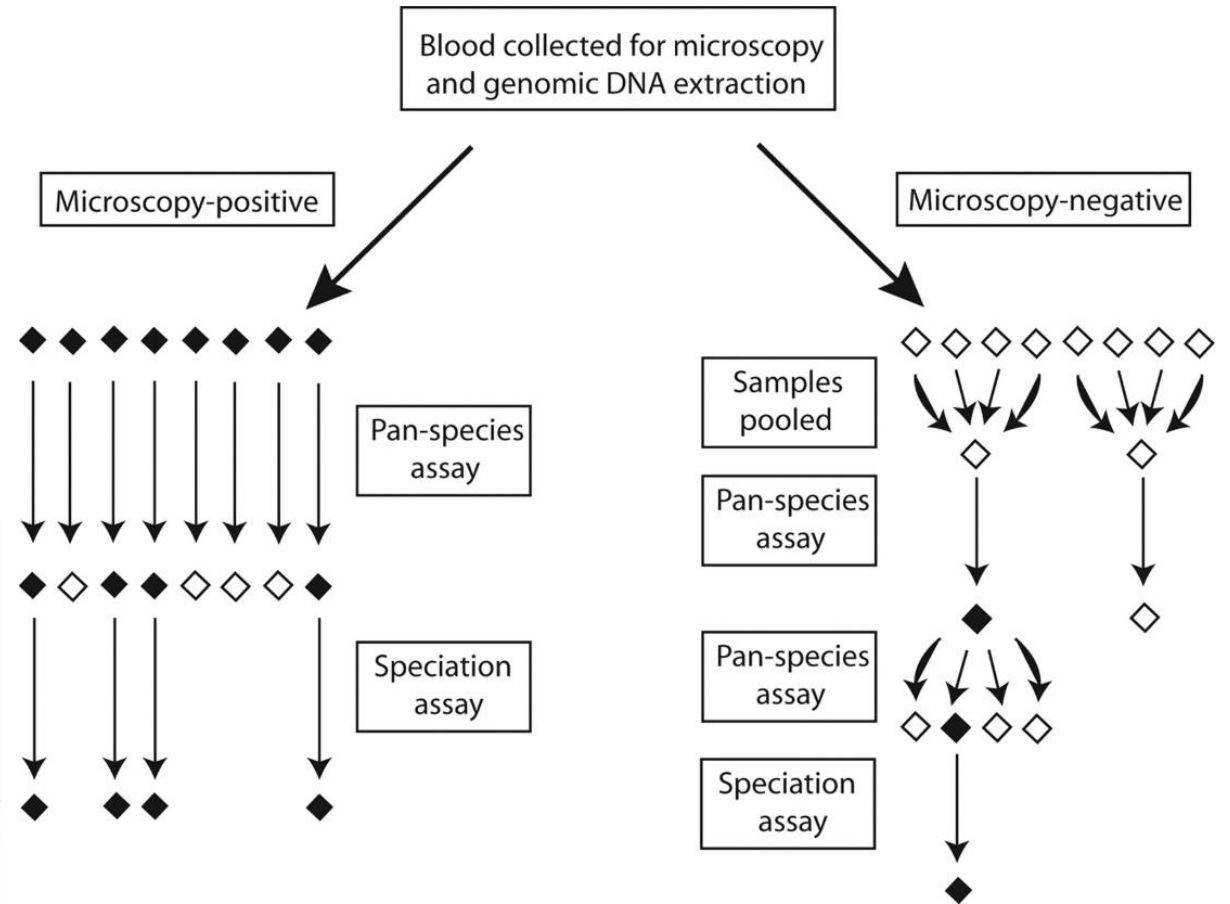 Blood collected for microscopy
and genomic DNA extraction
Microscopy-positive
Microscopy-negative
Pan-species
assay
Speciation
assay
Samples
pooled
Pan-species
assay
Pan-species
assay
Speciation
assay